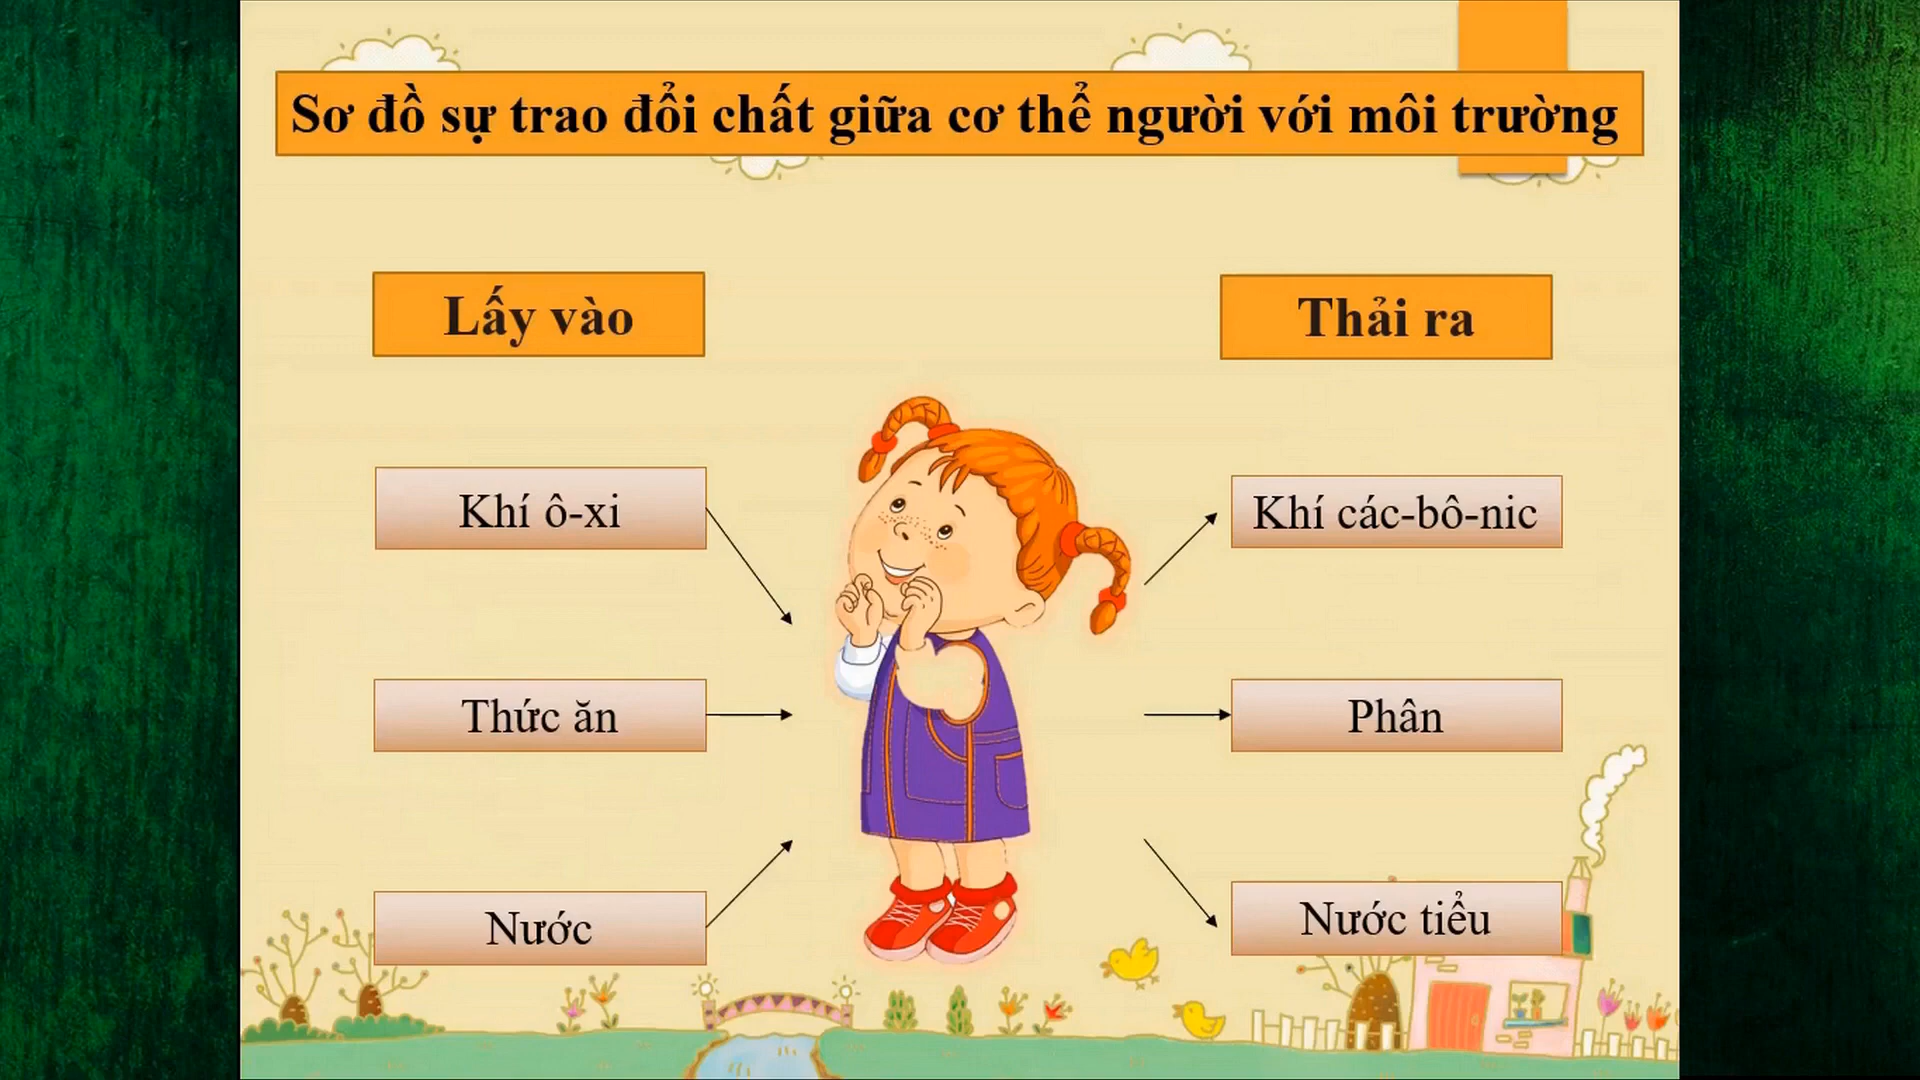 Sơ đồ sự trao đổi chất giữa cơ thể người với môi trường
Lấy vào
Thải ra
Khí ô-xi
Khí các-bô-nic
Thức ăn
Phân
Nước
Nước tiểu